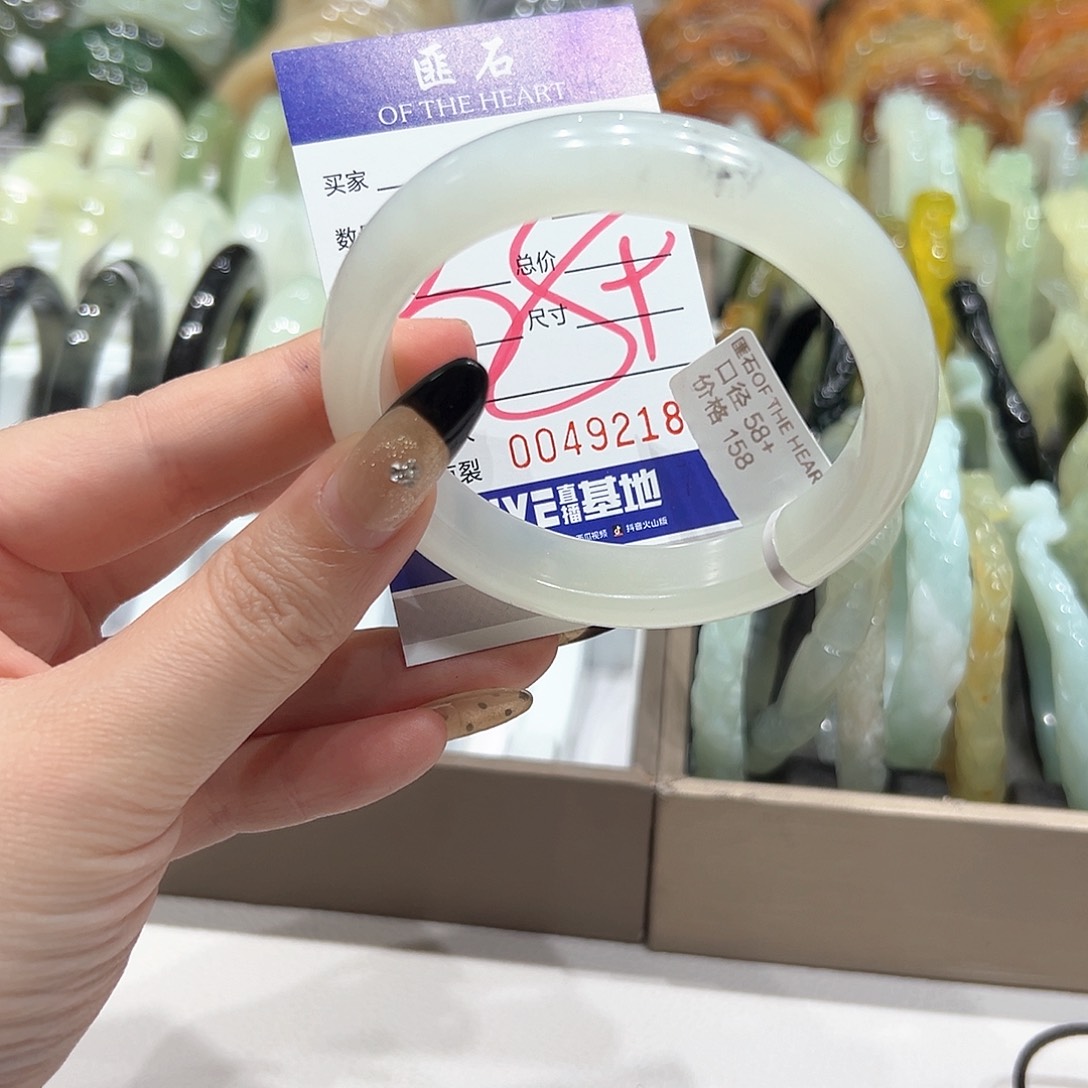 匪石
OF THE HEART
买家
总价
58+
尺寸
0049218
裂
直播基地
抖音火山版
匪石OF THE HEAR
口径 58+
价格 158